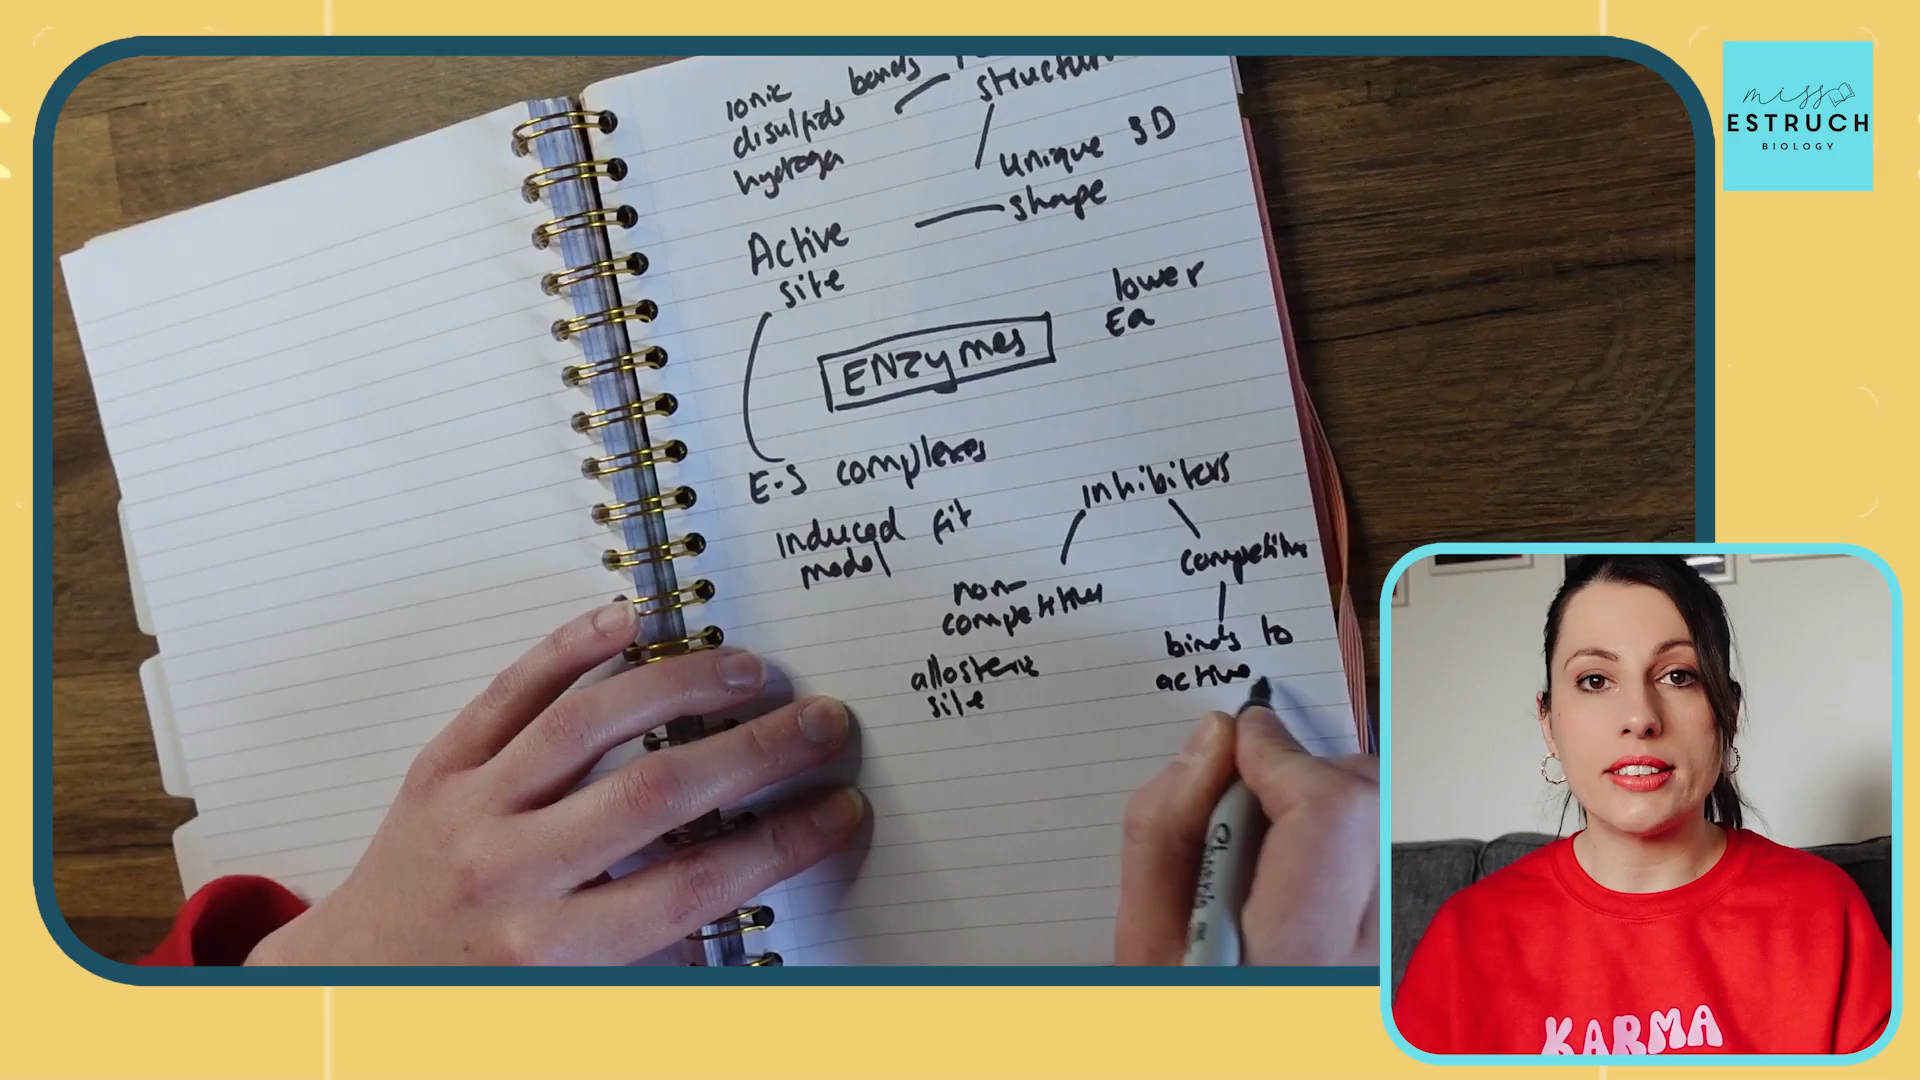 Ionic
disulfide
hydrogen
bonds
structure
unique 3D
shape
Active
site
lower
Ea
ENZymes
E-S complexes
induced fit
model
inhibitors
non-
competitive
allosteric
site
competitive
binds to
active
miss
ESTRUCH
BIOLOGY
KARMA